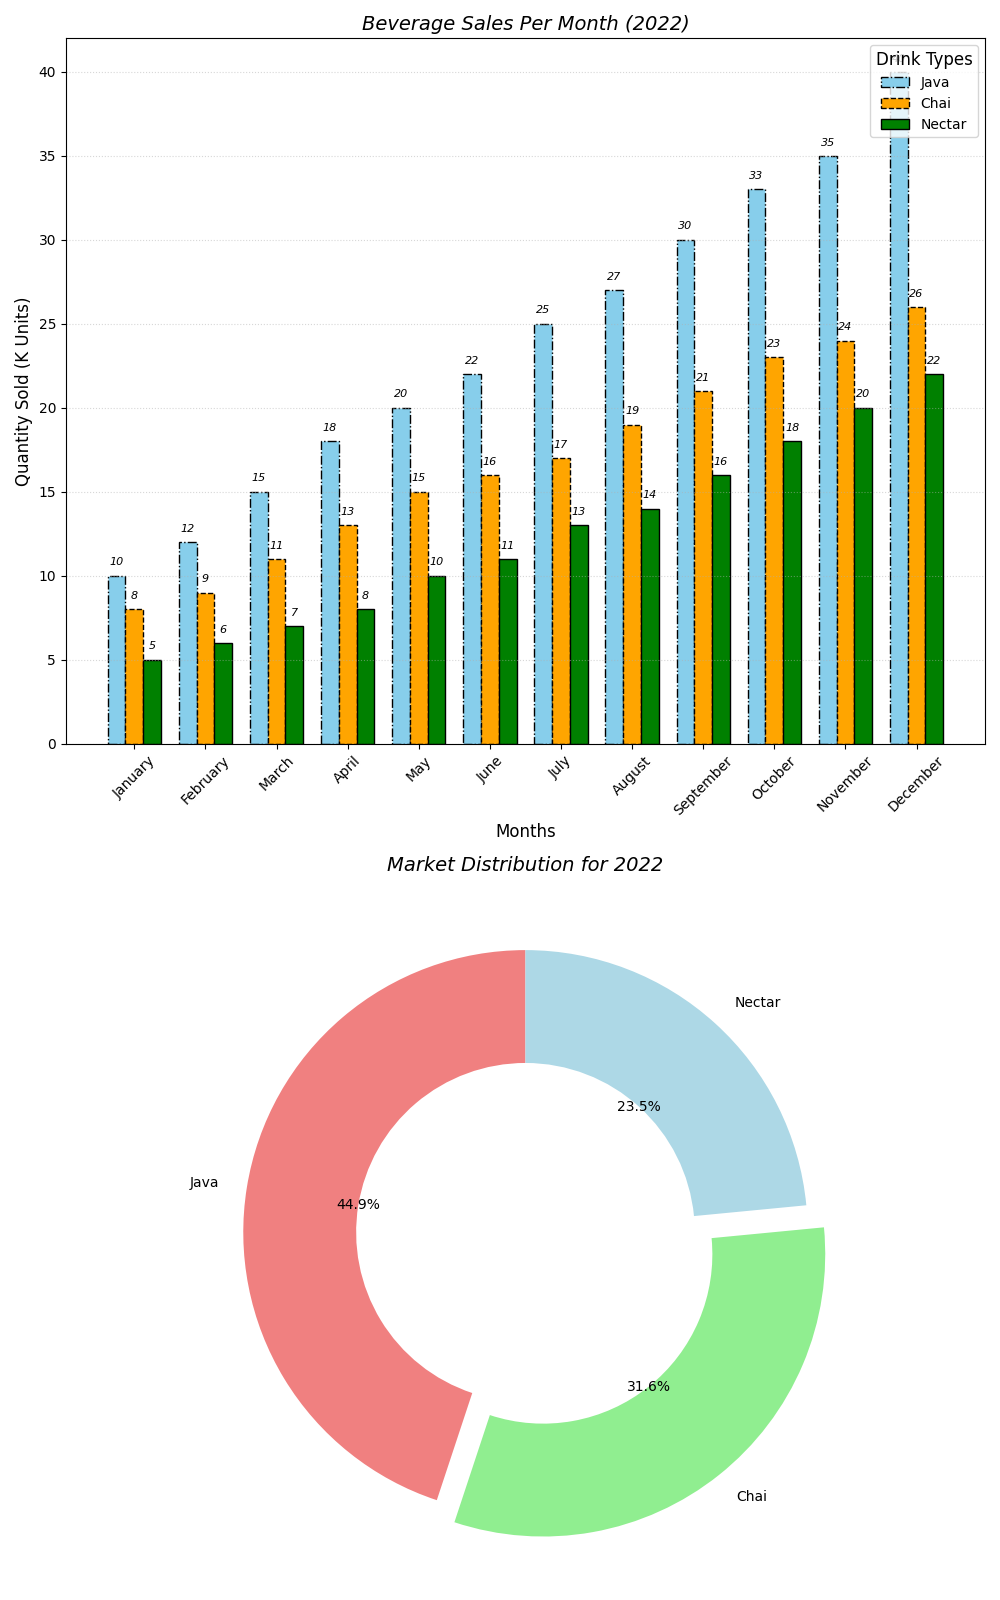 Beverage Sales Per Month (2022)
Drink Types
Java
Chai
Nectar
Quantity Sold (K Units)
40
35
30
25
20
15
10
5
0
10 8 5
12 9 6
15 11 7
18 13 8
20 15 10
22 16 11
25 17 13
27 19 14
30 21 16
33 23 18
35 24 20
26 22
January February March April May June July August September October November December
Months
Market Distribution for 2022
Nectar
23.5%
Java
44.9%
31.6%
Chai